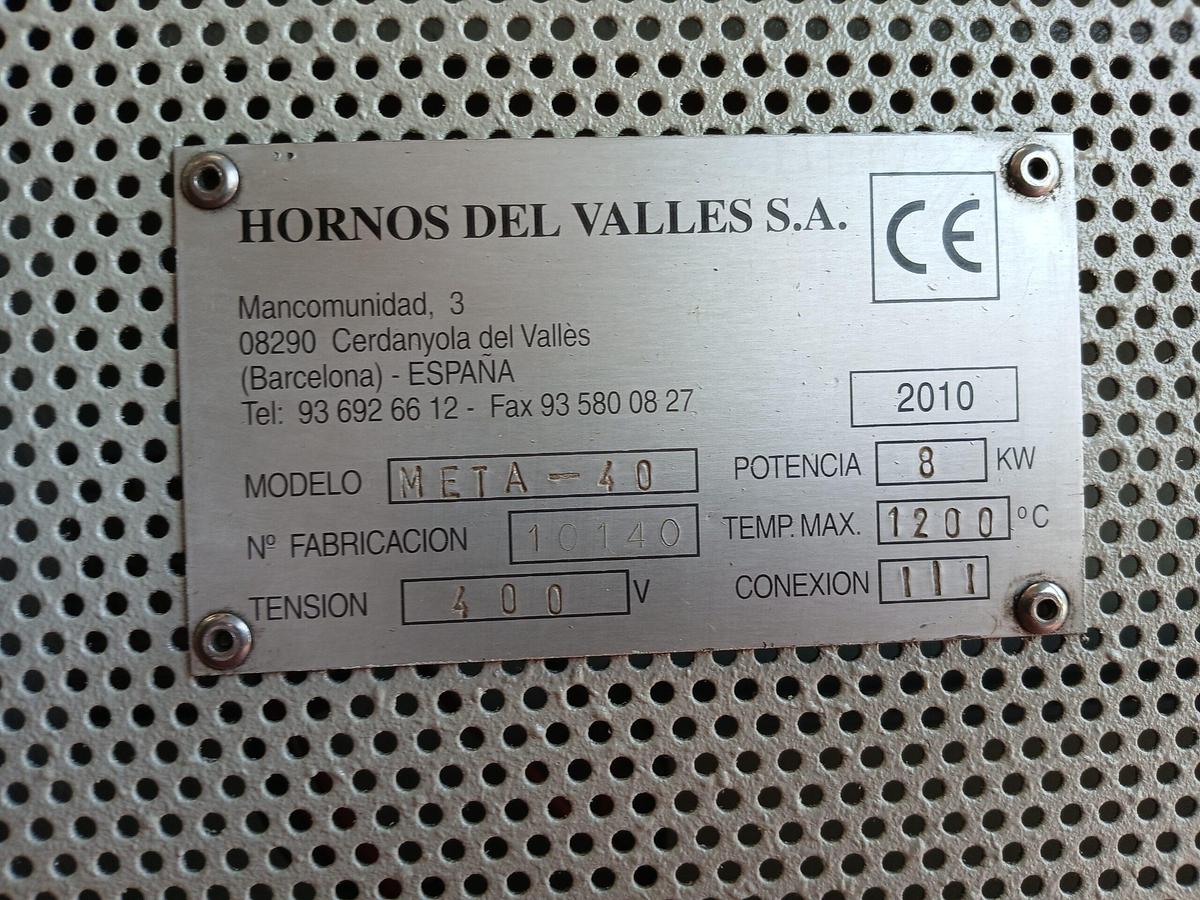 HORNOS DEL VALLES S.A.
CE
Mancomunidad, 3
08290 Cerdanyola del Vallès
(Barcelona) - ESPAÑA
Tel: 93 692 66 12 - Fax 93 580 08 27
2010
MODELO META-40
POTENCIA 8 KW
Nº FABRICACION 10140
TEMP. MAX. 1200 ºC
TENSION 400 V
CONEXION III